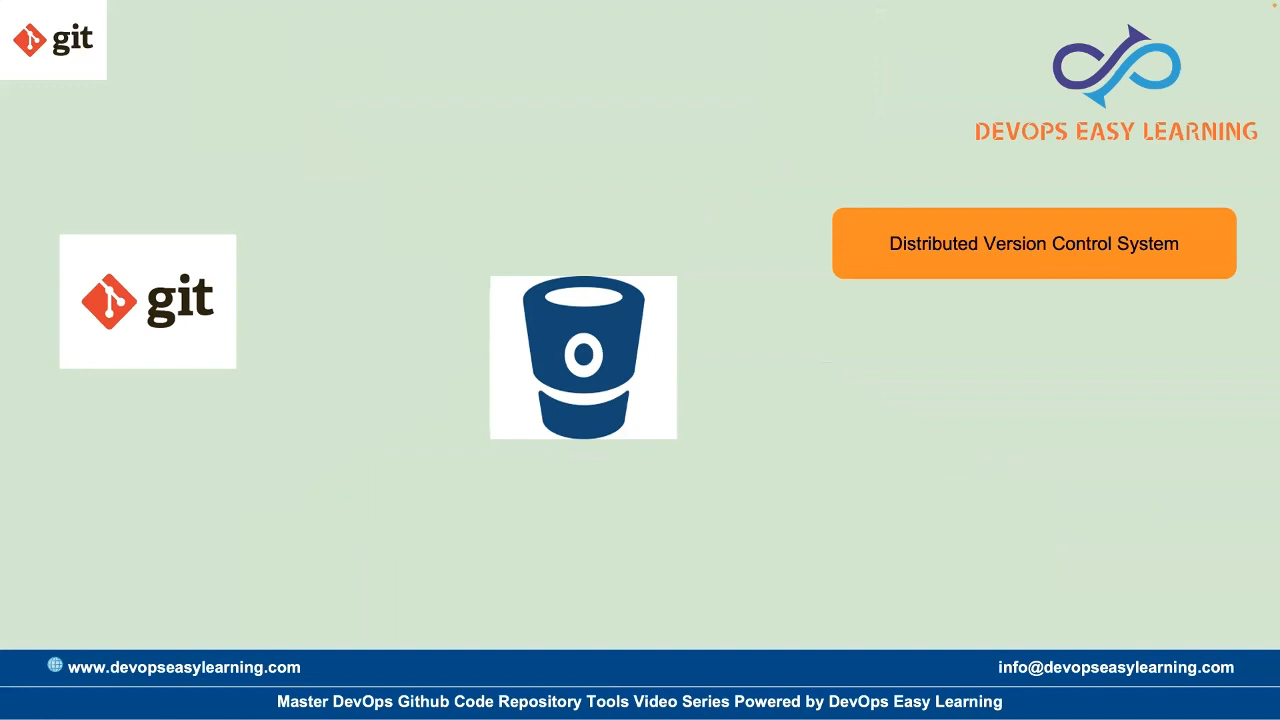 git
DEVOPS EASY LEARNING
Distributed Version Control System
git
www.devopseasylearning.com
info@devopseasylearning.com
Master DevOps Github Code Repository Tools Video Series Powered by DevOps Easy Learning